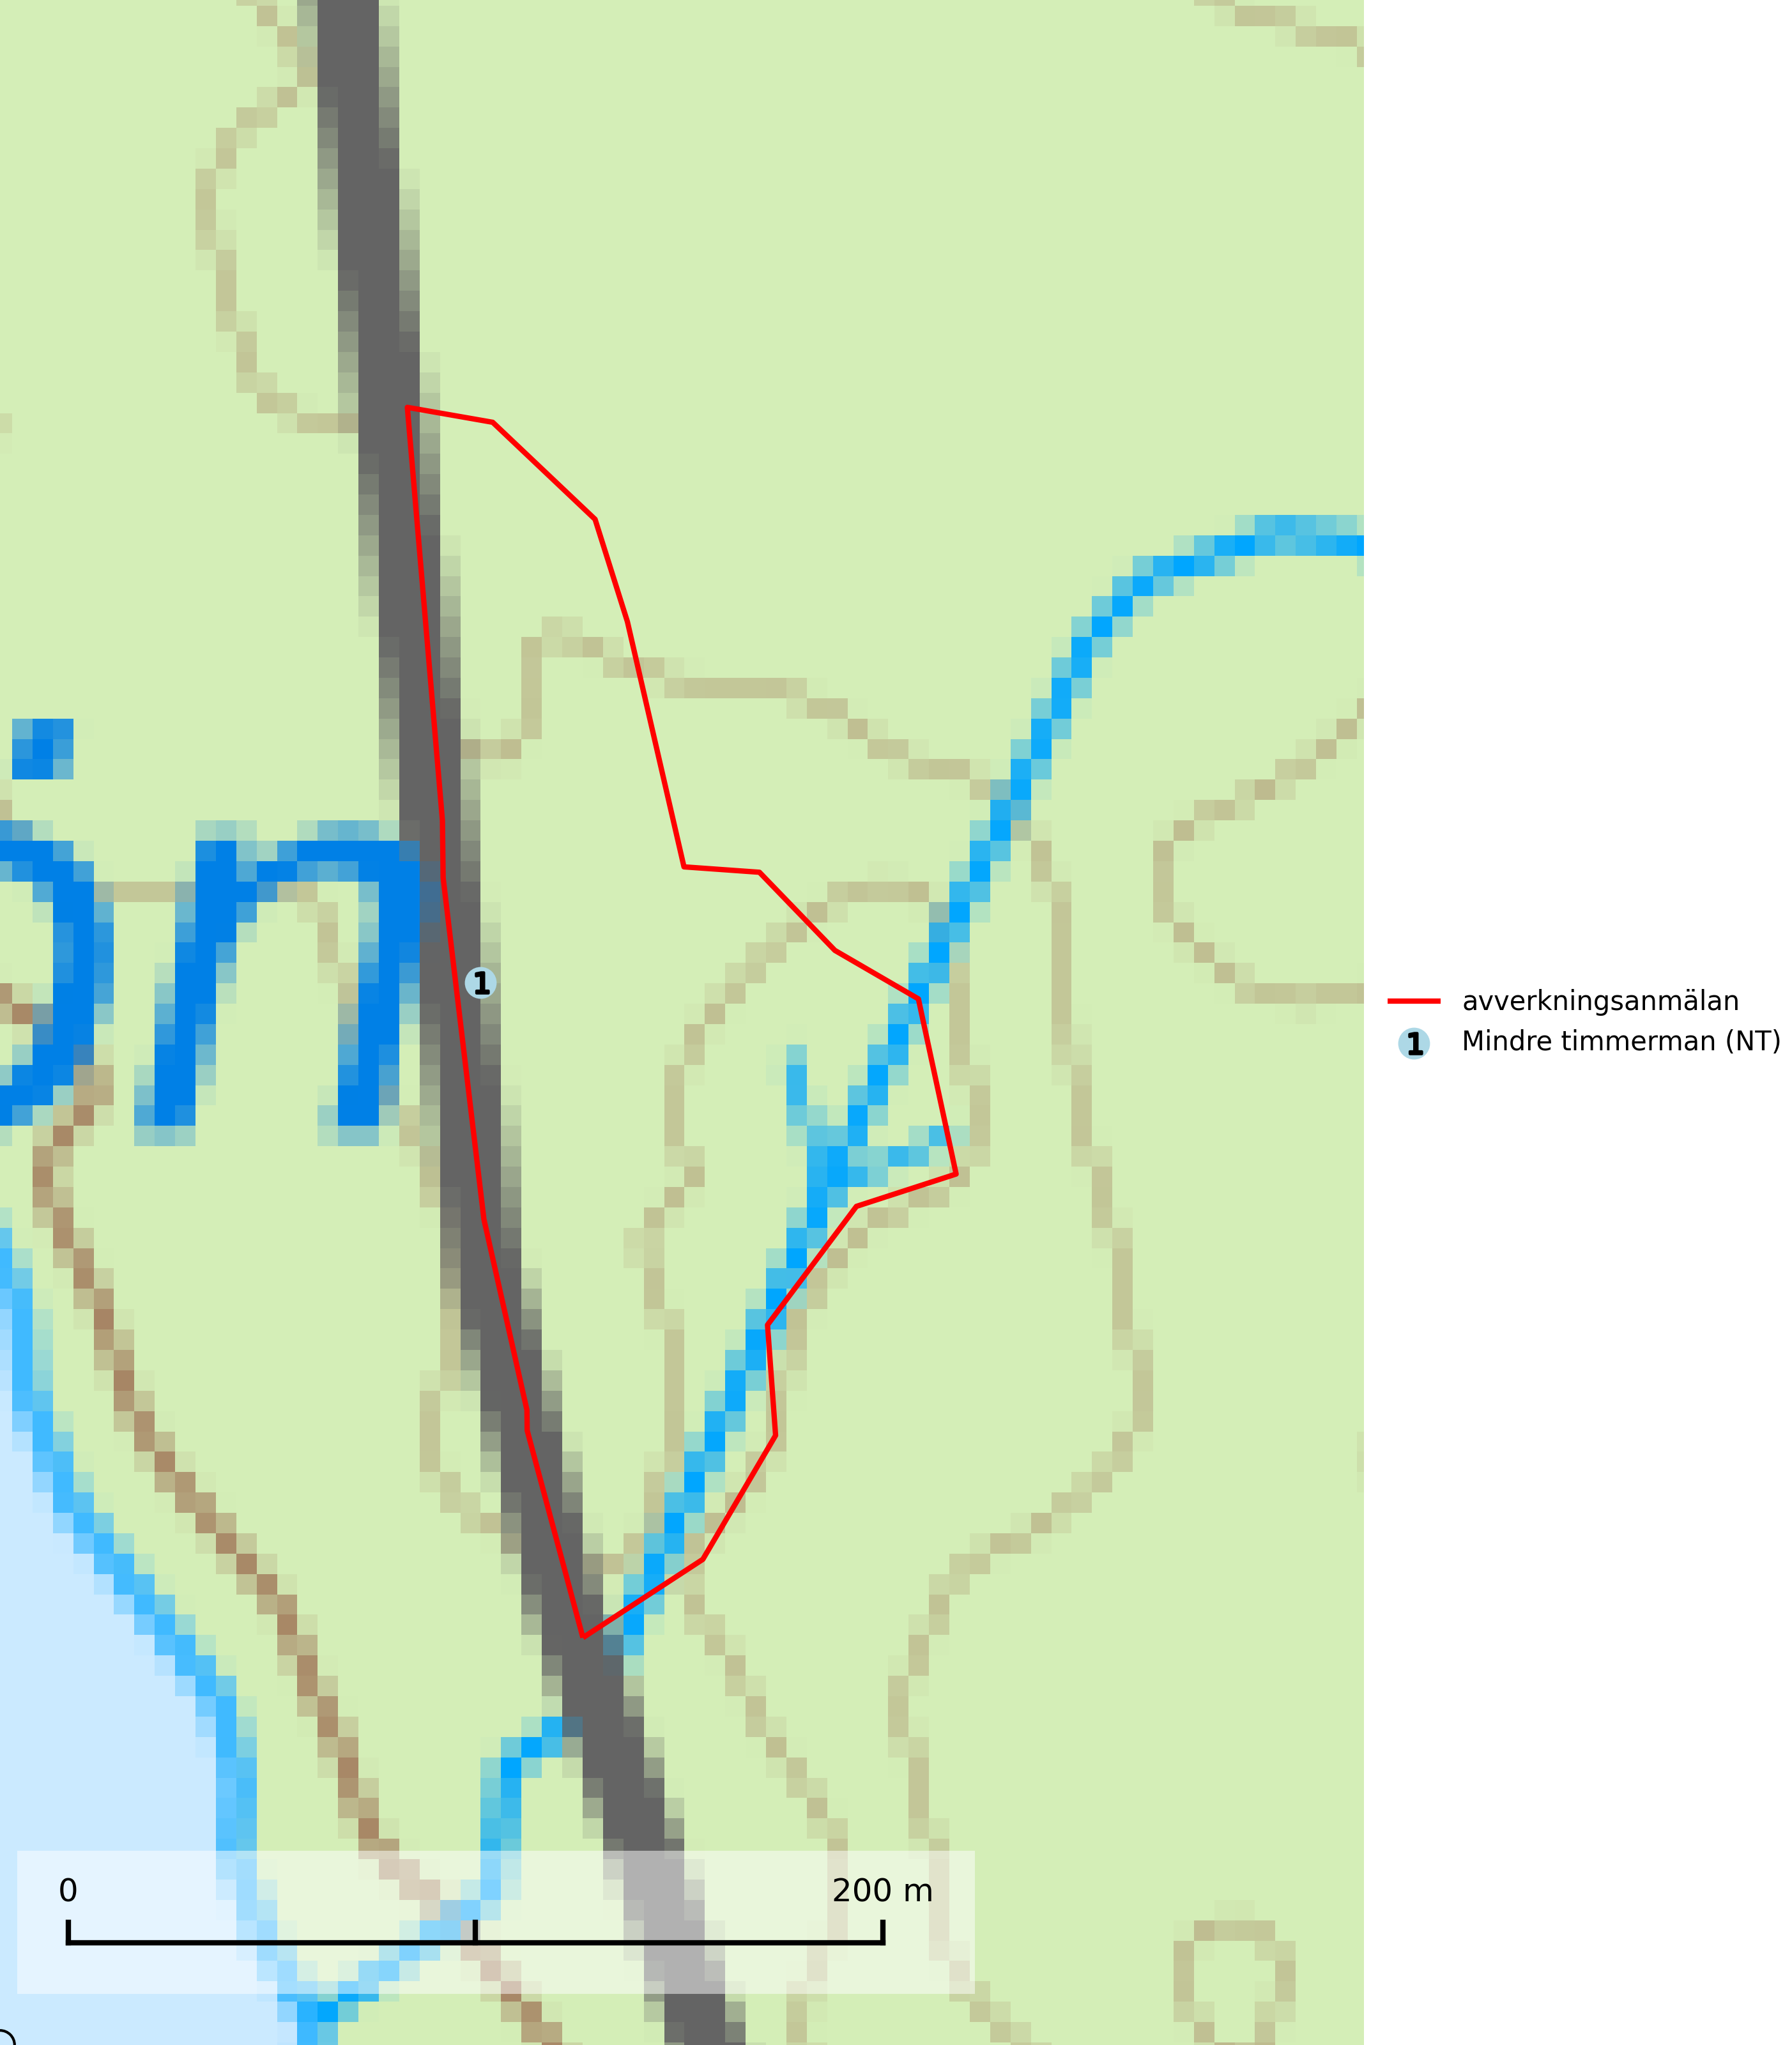 1
avverkningsanmälan
1 Mindre timmerman (NT)
0 200 m